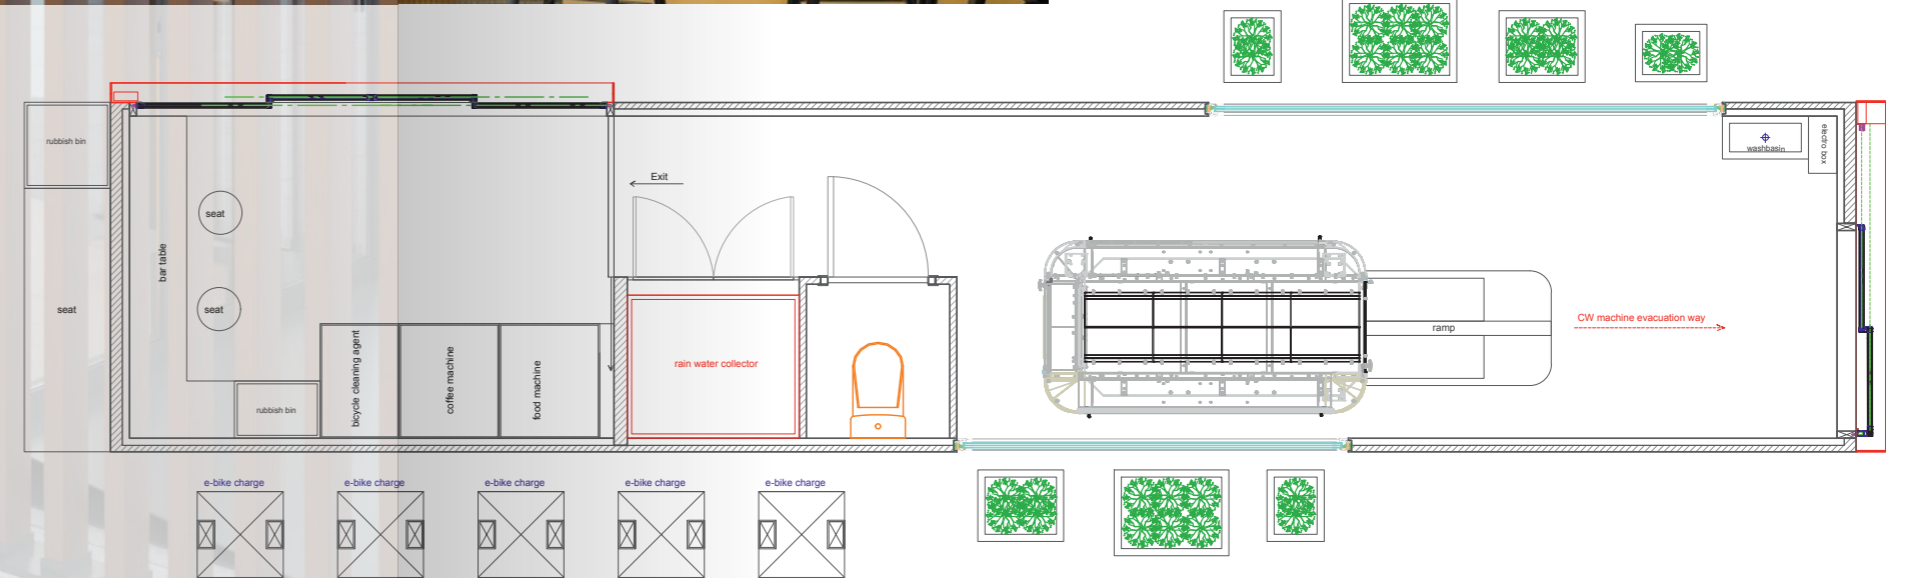 rubbish bin
seat
bar table
seat
seat
rubbish bin
bicycle cleaning agent
coffee machine
food machine
Exit
rain water collector
ramp
CW machine evacuation way
washbasin
electro box
e-bike charge
e-bike charge
e-bike charge
e-bike charge
e-bike charge